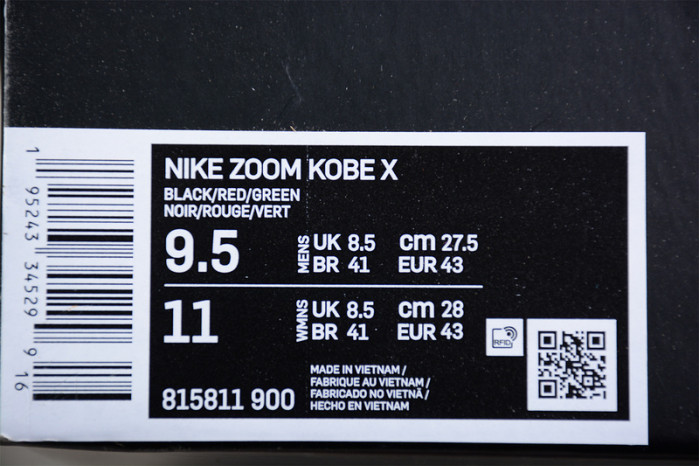 NIKE ZOOM KOBE X
BLACK/RED/GREEN
NOIR/ROUGE/VERT
9.5 MENS UK 8.5 cm 27.5
BR 41 EUR 43
11 WMNS UK 8.5 cm 28
BR 41 EUR 43
RFID
815811 900
MADE IN VIETNAM /
FABRIQUE AU VIETNAM /
FABRICADO NO VIETNÃ /
HECHO EN VIETNAM
1 95243 34529 9 16